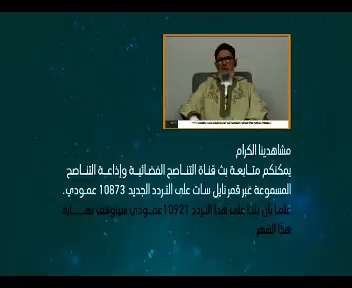 مشاهدينا الكرام
يمكنكم متابعة بث قناة التناصح الفضائية وإذاعة التناصح
المسموعة عبر قمر نايل سات على التردد الجديد 10873 عمودي.
علما بأن بثنا على هذا التردد 10921 عمودي سيتوقف نهاية
هذا الشهر.